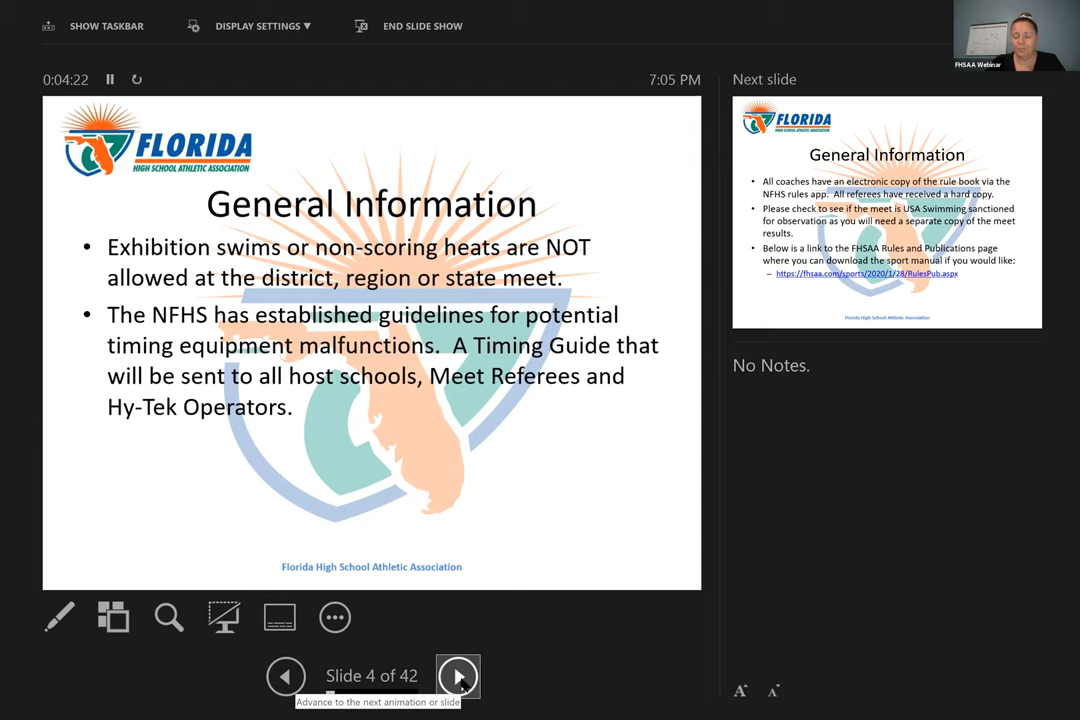 SHOW TASKBAR
DISPLAY SETTINGS ▼
END SLIDE SHOW
FHSAA Webinar
0:04:22
7:05 PM
FLORIDA
HIGH SCHOOL ATHLETIC ASSOCIATION
General Information
• Exhibition swims or non-scoring heats are NOT
allowed at the district, region or state meet.
• The NFHS has established guidelines for potential
timing equipment malfunctions.  A Timing Guide that
will be sent to all host schools, Meet Referees and
Hy-Tek Operators.
Florida High School Athletic Association
Slide 4 of 42
Advance to the next animation or slide
Next slide
FLORIDA
HIGH SCHOOL ATHLETIC ASSOCIATION
General Information
• All coaches have an electronic copy of the rule book via the
NFHS rules app.  All referees have received a hard copy.
• Please check to see if the meet is USA Swimming sanctioned
for observation as you will need a separate copy of the meet
results.
• Below is a link to the FHSAA Rules and Publications page
where you can download the sport manual if you would like:
– https://fhsaa.com/sports/2020/1/28/RulesPub.aspx
Florida High School Athletic Association
No Notes.
A A